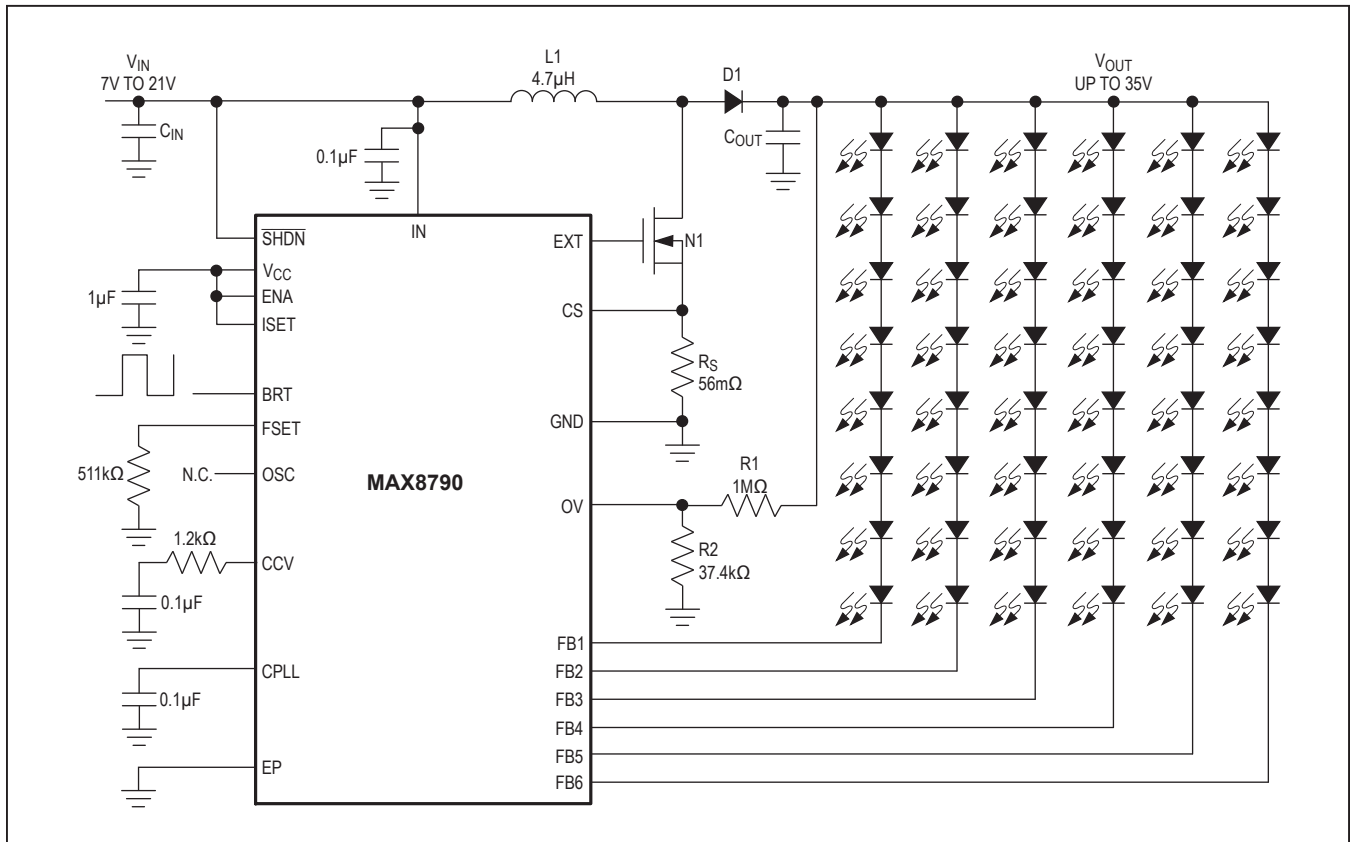 VIN
7V TO 21V
L1
4.7µH
D1
VOUT
UP TO 35V
CIN
0.1µF
COUT
IN
SHDN
VCC
ENA
ISET
1µF
BRT
FSET
511kΩ
N.C.
OSC
1.2kΩ
CCV
0.1µF
CPLL
0.1µF
EP
MAX8790
EXT
N1
CS
RS
56mΩ
GND
R1
1MΩ
OV
R2
37.4kΩ
FB1
FB2
FB3
FB4
FB5
FB6